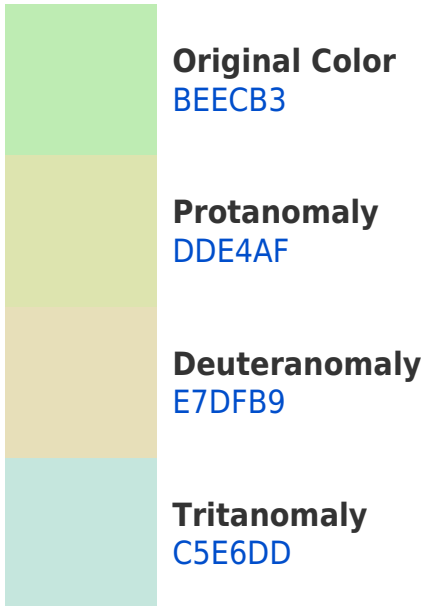 Original Color
BEECB3
Protanomaly
DDE4AF
Deuteranomaly
E7DFB9
Tritanomaly
C5E6DD